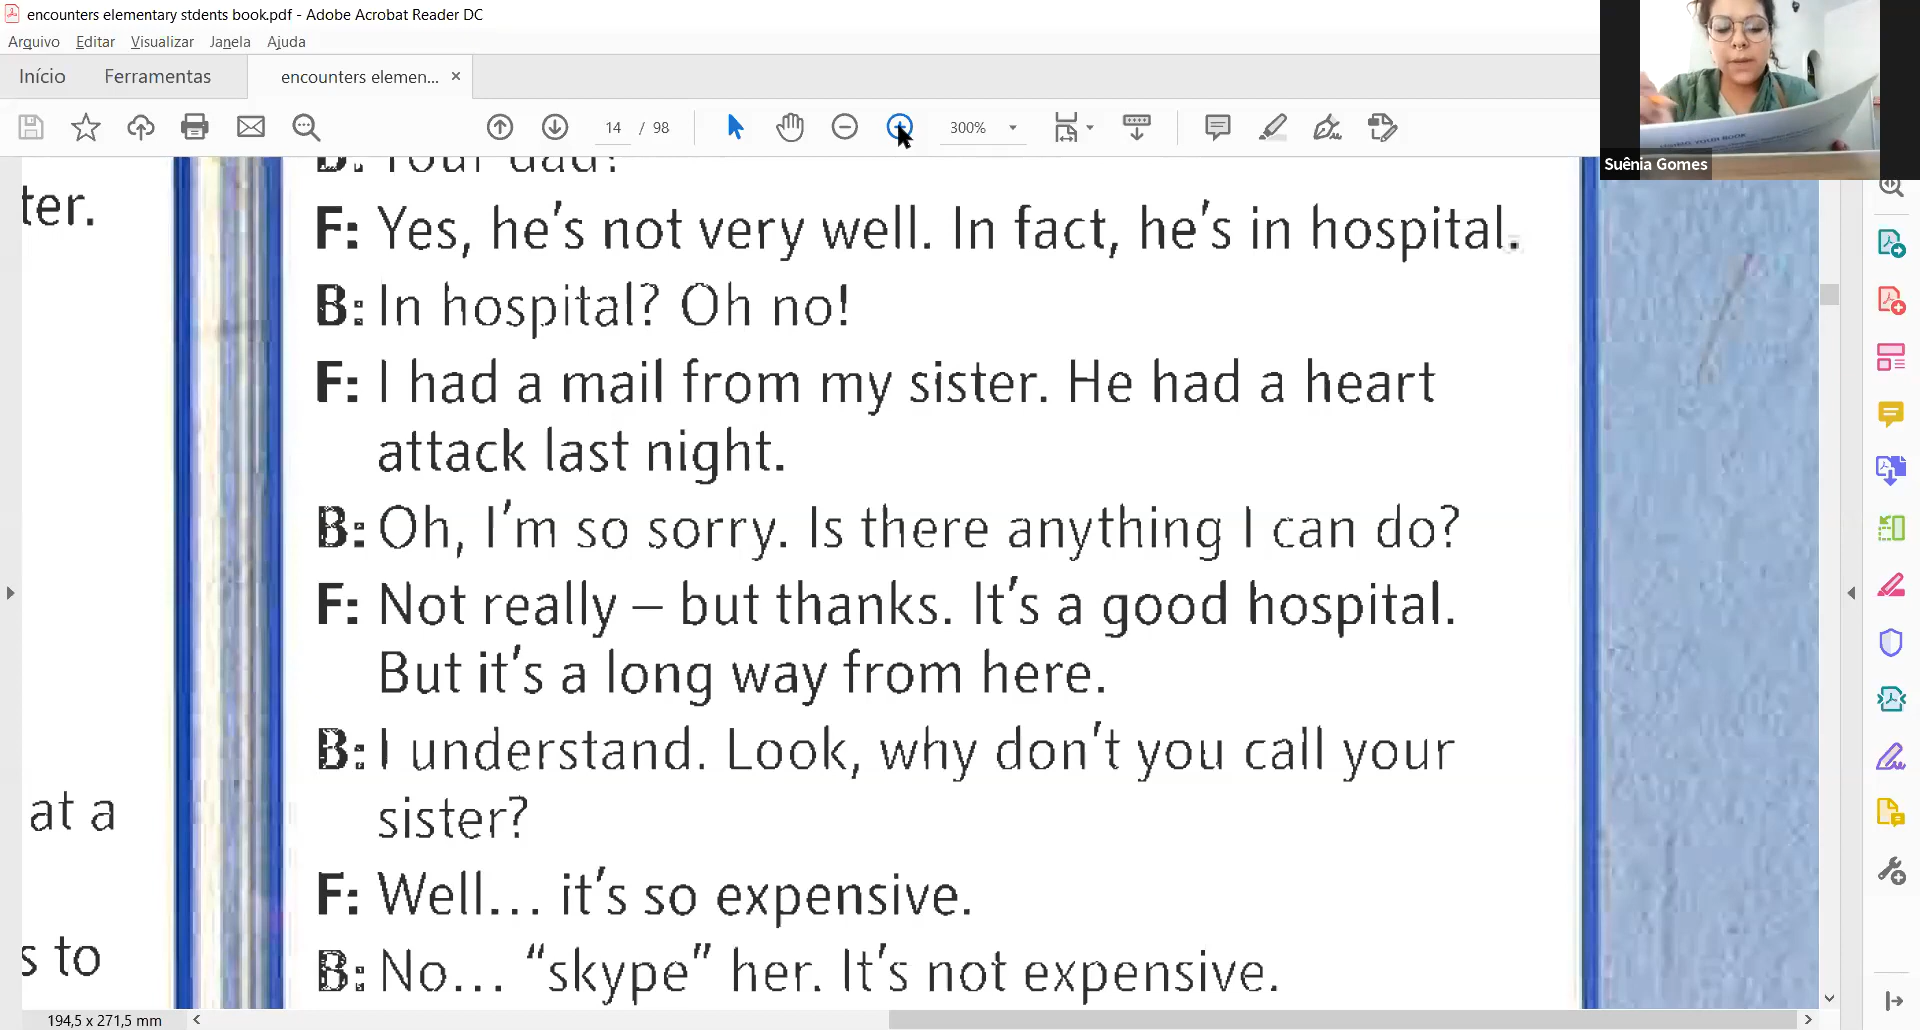 encounters elementary stdents book.pdf - Adobe Acrobat Reader DC
Arquivo Editar Visualizar Janela Ajuda
Início Ferramentas encounters elemen... ×
14 / 98 300%
Suênia Gomes
B: Your dad?
F: Yes, he's not very well. In fact, he's in hospital.
B: In hospital? Oh no!
F: I had a mail from my sister. He had a heart
attack last night.
B: Oh, I'm so sorry. Is there anything I can do?
F: Not really – but thanks. It's a good hospital.
But it's a long way from here.
B: I understand. Look, why don't you call your
sister?
F: Well... it's so expensive.
B: No... “skype” her. It's not expensive.
ter.
at a
s to
YOUR BOOK
194,5 x 271,5 mm